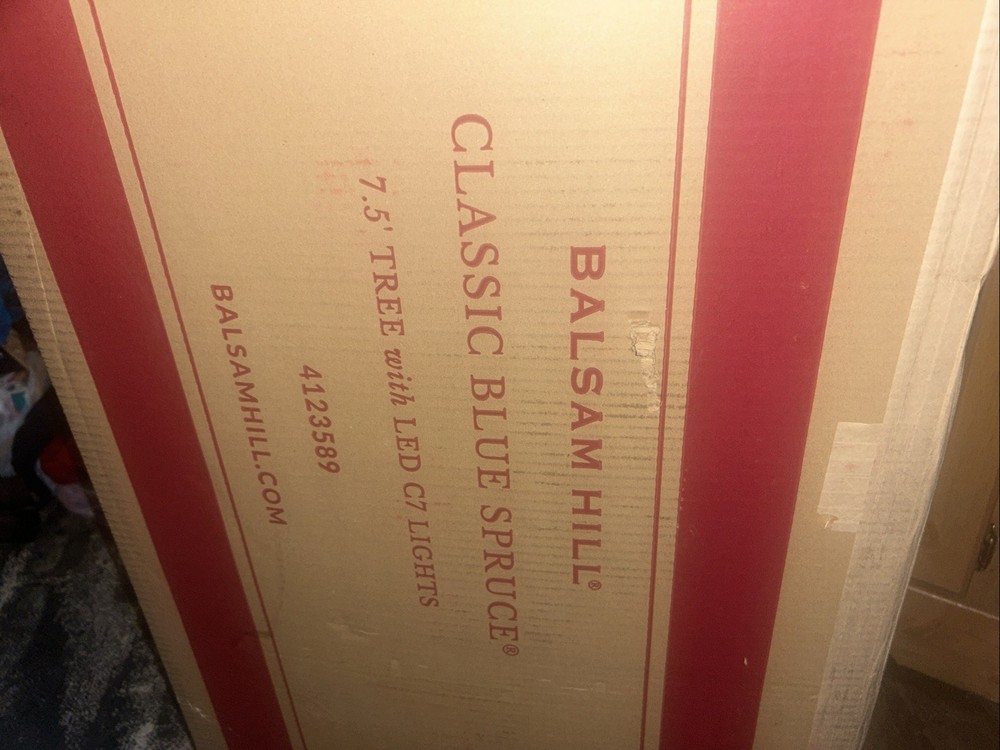 BALSAM HILL®
CLASSIC BLUE SPRUCE®
7.5' TREE with LED C7 LIGHTS
4123589
BALSAMHILL.COM